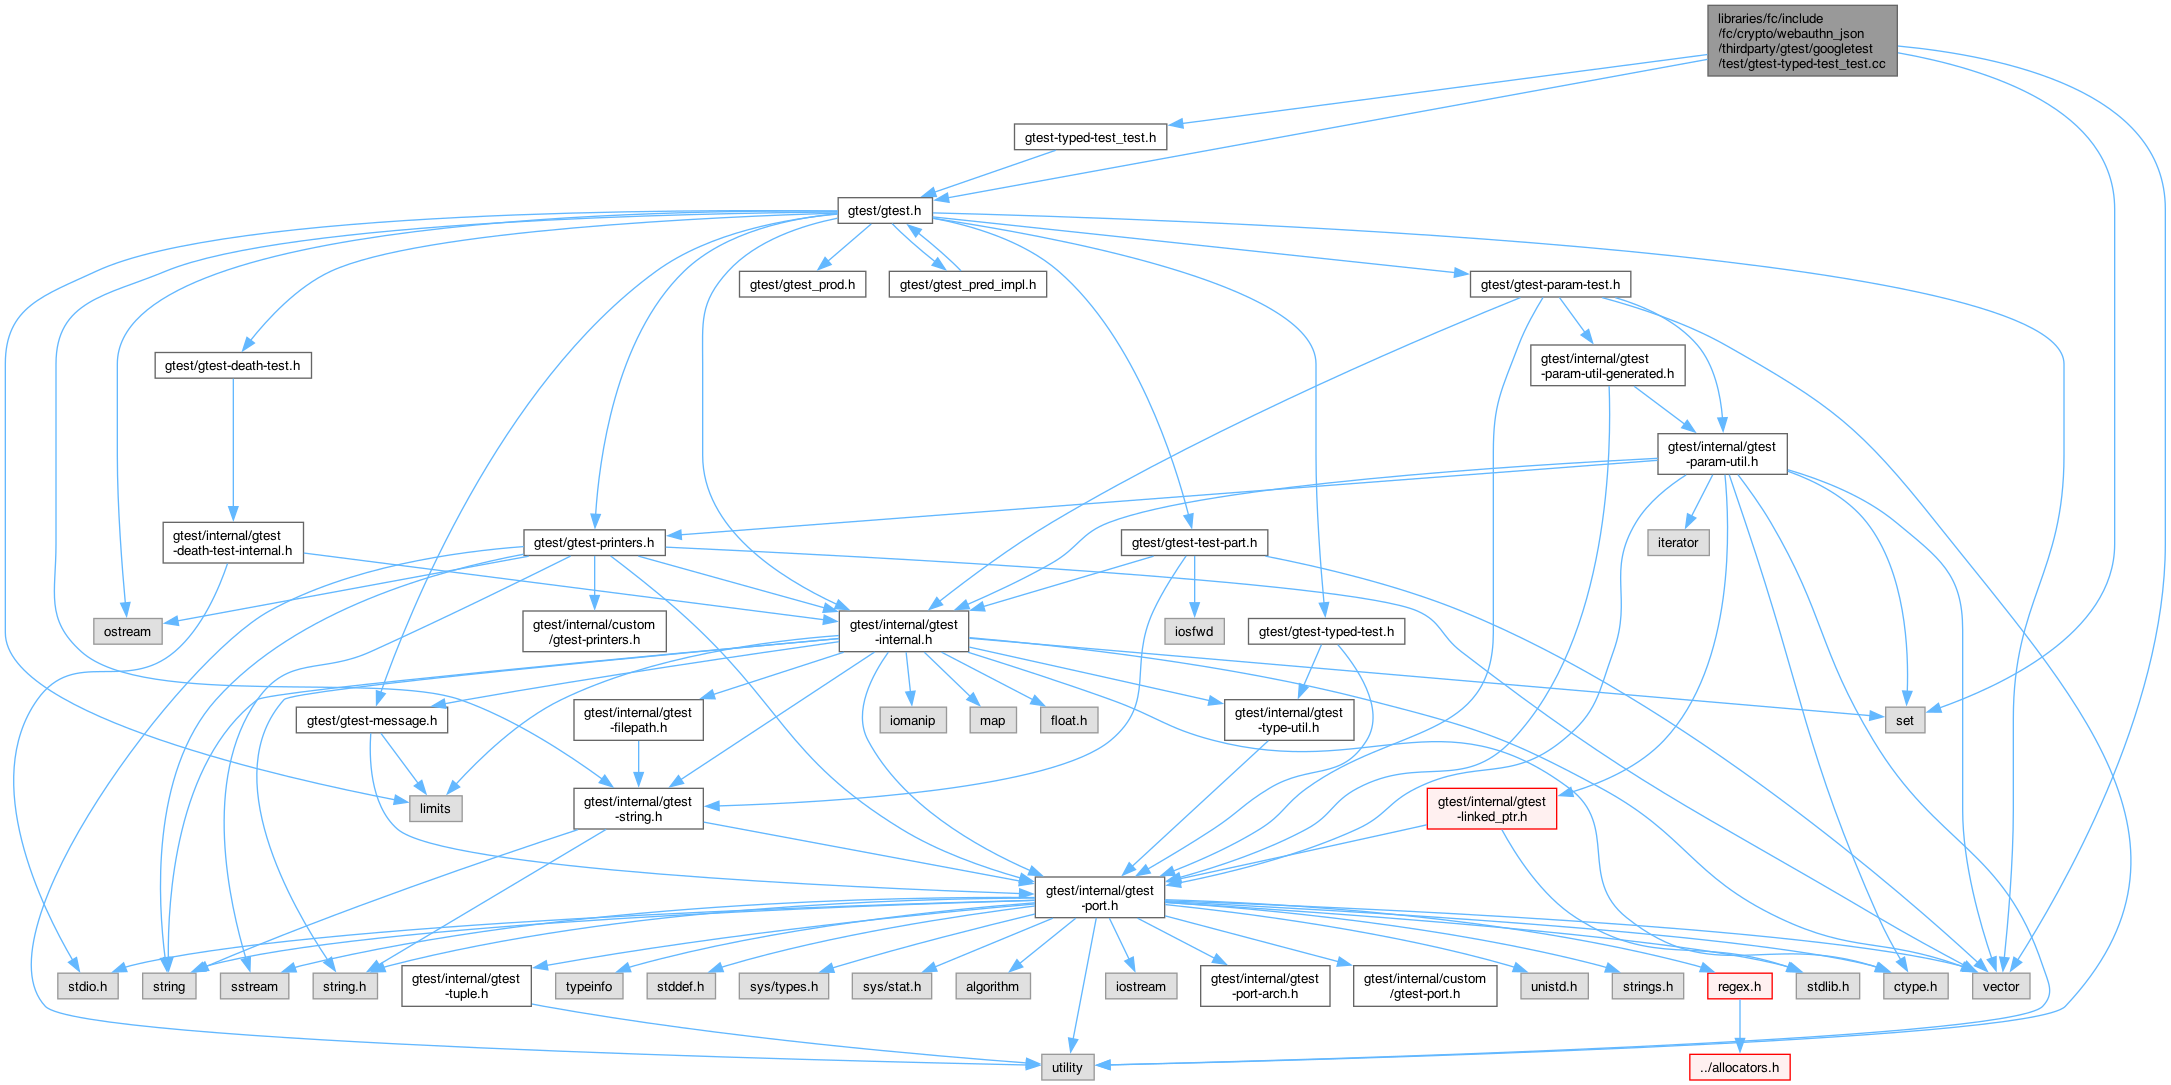 libraries/fc/include
/fc/crypto/webauthn_json
/thirdparty/gtest/googletest
/test/gtest-typed-test_test.cc
gtest-typed-test_test.h
gtest/gtest.h
gtest/gtest_prod.h
gtest/gtest_pred_impl.h
gtest/gtest-param-test.h
gtest/gtest-death-test.h
gtest/internal/gtest
-param-util-generated.h
gtest/internal/gtest
-param-util.h
gtest/internal/gtest
-death-test-internal.h
gtest/gtest-printers.h
gtest/gtest-test-part.h
iterator
ostream
gtest/internal/custom
/gtest-printers.h
gtest/internal/gtest
-internal.h
iosfwd
gtest/gtest-typed-test.h
gtest/gtest-message.h
gtest/internal/gtest
-filepath.h
iomanip
map
float.h
gtest/internal/gtest
-type-util.h
set
limits
gtest/internal/gtest
-string.h
gtest/internal/gtest
-linked_ptr.h
gtest/internal/gtest
-port.h
stdio.h
string
sstream
string.h
gtest/internal/gtest
-tuple.h
typeinfo
stddef.h
sys/types.h
sys/stat.h
algorithm
iostream
gtest/internal/gtest
-port-arch.h
gtest/internal/custom
/gtest-port.h
unistd.h
strings.h
regex.h
stdlib.h
ctype.h
vector
utility
../allocators.h